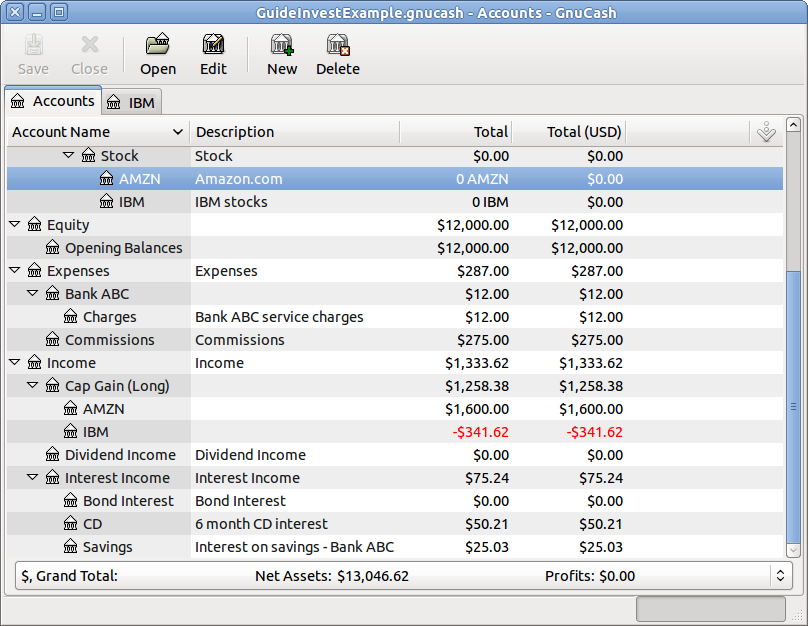 GuideInvestExample.gnucash - Accounts - GnuCash
Save Close Open Edit New Delete
Accounts IBM
Account Name Description Total Total (USD)
Stock Stock $0.00 $0.00
AMZN Amazon.com 0 AMZN $0.00
IBM IBM stocks 0 IBM $0.00
Equity $12,000.00 $12,000.00
Opening Balances $12,000.00 $12,000.00
Expenses Expenses $287.00 $287.00
Bank ABC $12.00 $12.00
Charges Bank ABC service charges $12.00 $12.00
Commissions Commissions $275.00 $275.00
Income Income $1,333.62 $1,333.62
Cap Gain (Long) $1,258.38 $1,258.38
AMZN $1,600.00 $1,600.00
IBM -$341.62 -$341.62
Dividend Income Dividend Income $0.00 $0.00
Interest Income Interest Income $75.24 $75.24
Bond Interest Bond Interest $0.00 $0.00
CD 6 month CD interest $50.21 $50.21
Savings Interest on savings - Bank ABC $25.03 $25.03
$, Grand Total: Net Assets: $13,046.62 Profits: $0.00